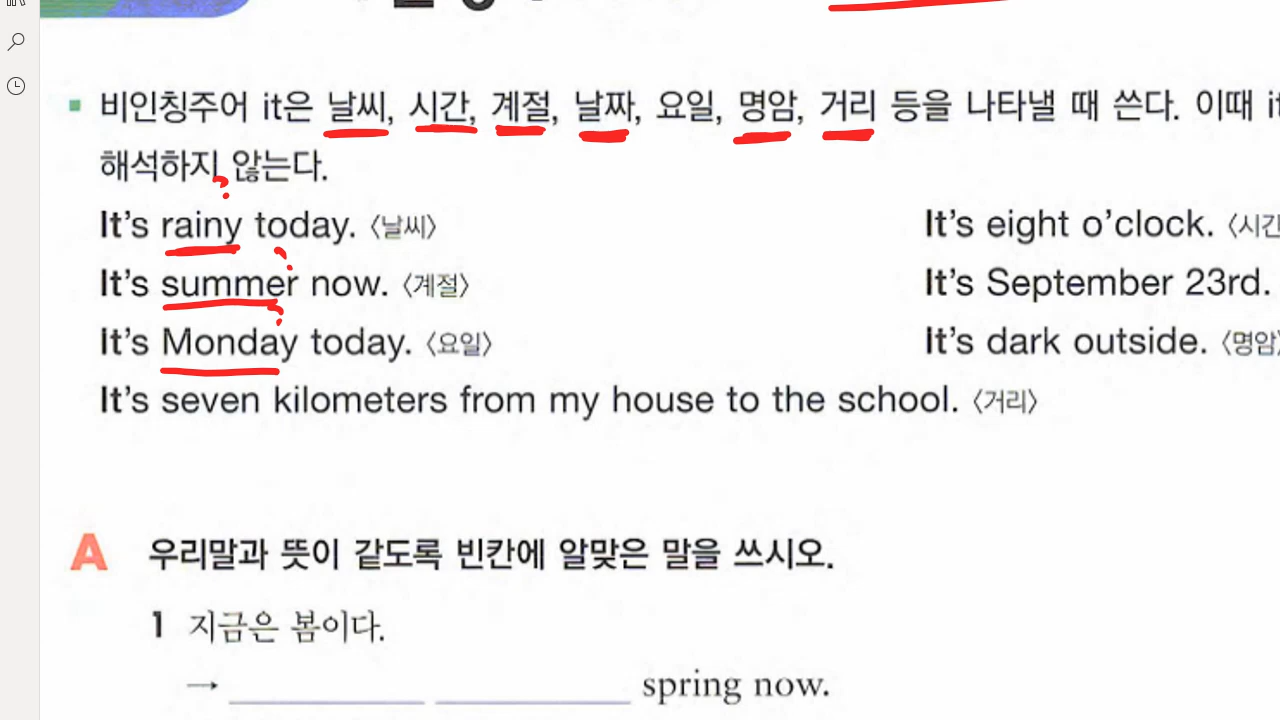 비인칭주어 it은 날씨, 시간, 계절, 날짜, 요일, 명암, 거리 등을 나타낼 때 쓴다. 이때
해석하지 않는다.
It's rainy today. 〈날씨〉
It's eight o'clock. 〈시간
It's summer now. 〈계절〉
It's September 23rd.
It's Monday today. 〈요일〉
It's dark outside. 〈명암〉
It's seven kilometers from my house to the school. 〈거리〉
A 우리말과 뜻이 같도록 빈칸에 알맞은 말을 쓰시오.
1 지금은 봄이다.
→ spring now.